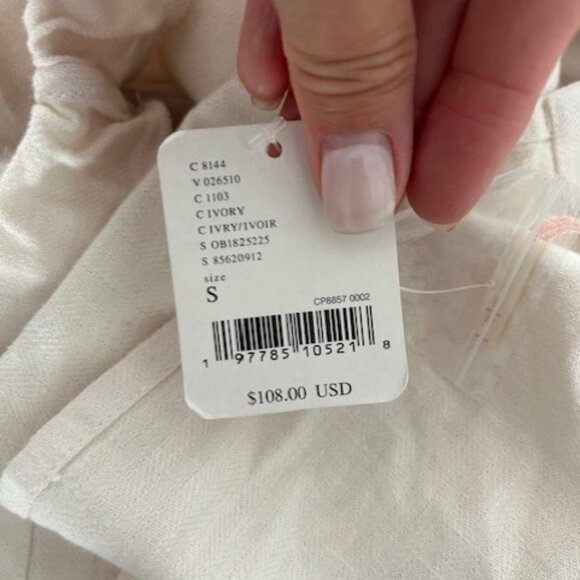 C 8144
V 026510
C 1103
C IVORY
C IVRY/IVOIR
S OB1825225
S 85620912
size
S
CP8857 0002
1 97785 10521 8
$108.00 USD